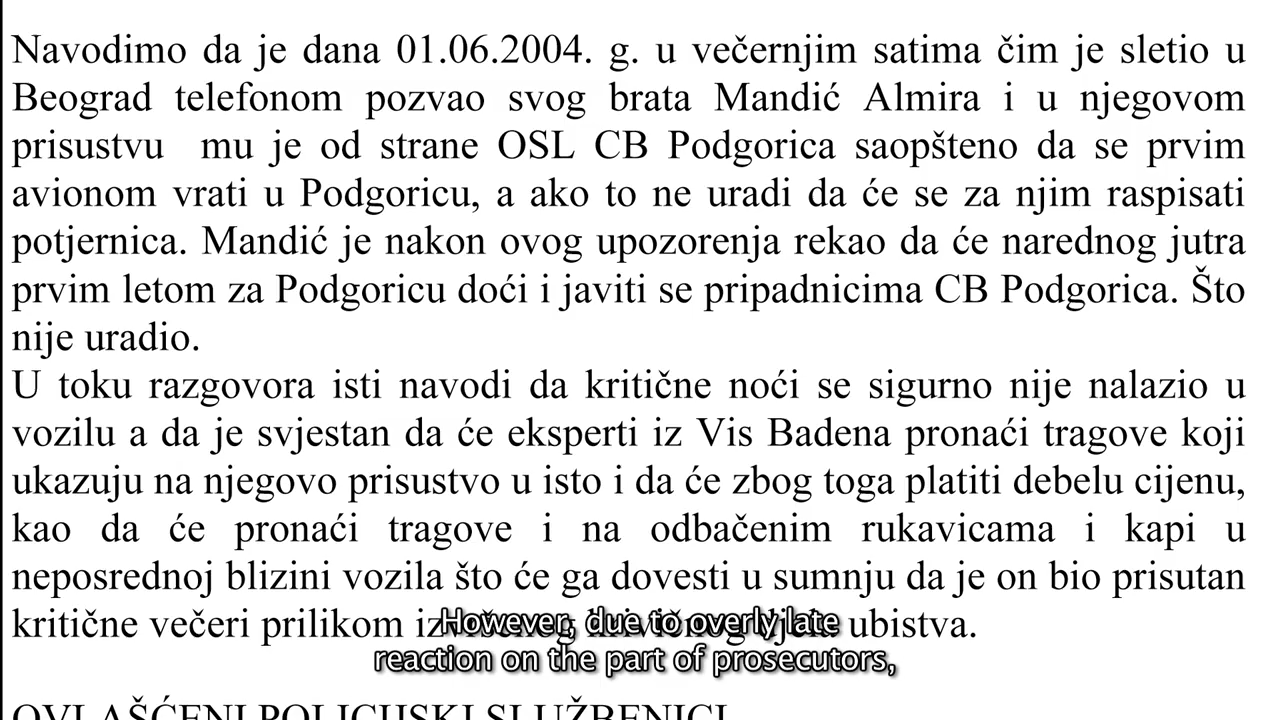 Navodimo da je dana 01.06.2004. g. u večernjim satima čim je sletio u
Beograd telefonom pozvao svog brata Mandić Almira i u njegovom
prisustvu mu je od strane OSL CB Podgorica saopšteno da se prvim
avionom vrati u Podgoricu, a ako to ne uradi da će se za njim raspisati
potjernica. Mandić je nakon ovog upozorenja rekao da će narednog jutra
prvim letom za Podgoricu doći i javiti se pripadnicima CB Podgorica. Što
nije uradio.
U toku razgovora isti navodi da kritične noći se sigurno nije nalazio u
vozilu a da je svjestan da će eksperti iz Vis Badena pronaći tragove koji
ukazuju na njegovo prisustvo u isto i da će zbog toga platiti debelu cijenu,
kao da će pronaći tragove i na odbačenim rukavicama i kapi u
neposrednoj blizini vozila što će ga dovesti u sumnju da je on bio prisutan
kritične večeri prilikom ubistva.
However, due to overly late
reaction on the part of prosecutors,
OVLAŠĆENI POLICIJSKI SLUŽBENICI